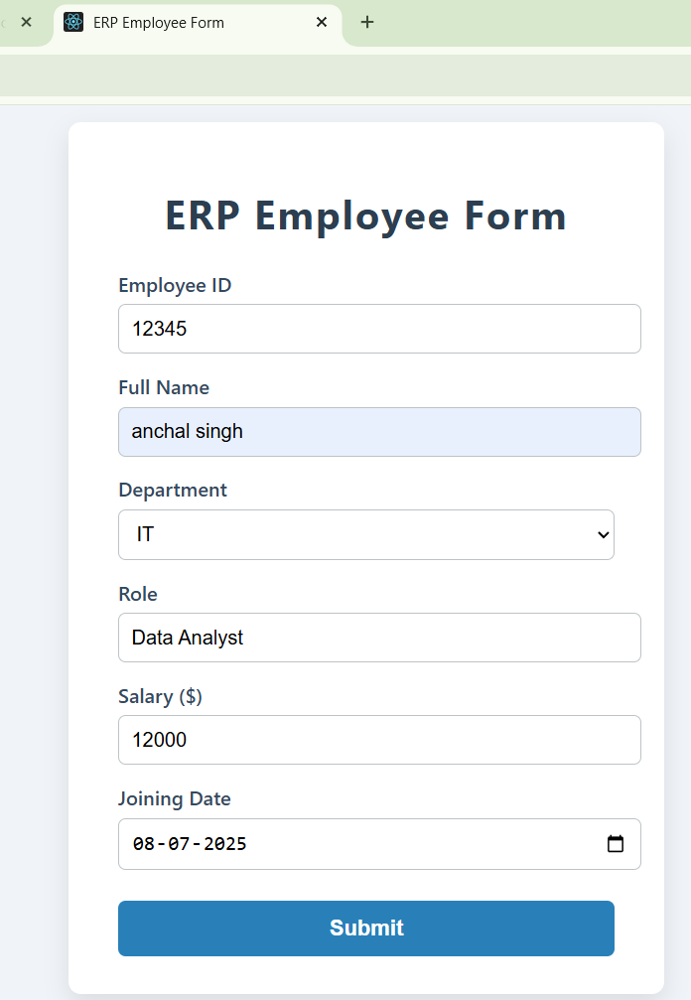 ERP Employee Form
ERP Employee Form
Employee ID
12345
Full Name
anchal singh
Department
IT
Role
Data Analyst
Salary ($)
12000
Joining Date
08-07-2025
Submit